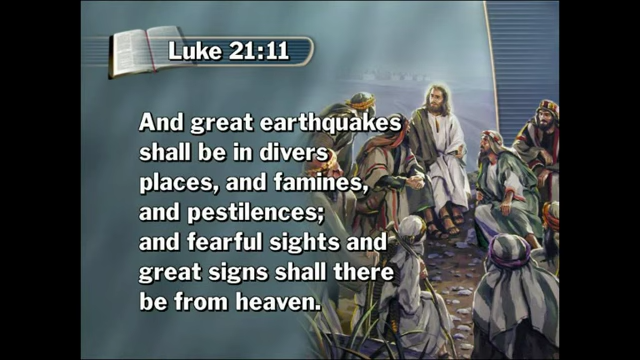 Luke 21:11
And great earthquakes
shall be in divers
places, and famines,
and pestilences;
and fearful sights and
great signs shall there
be from heaven.